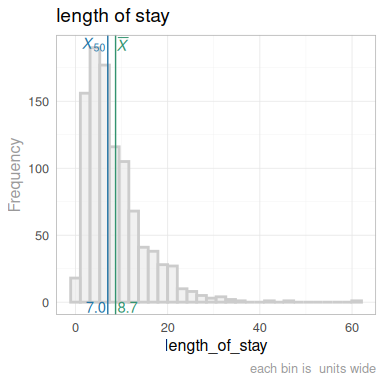 length of stay
X50 X̅
150
100
50
0
Frequency
7.0 8.7
0 20 40 60
length_of_stay
each bin is  units wide